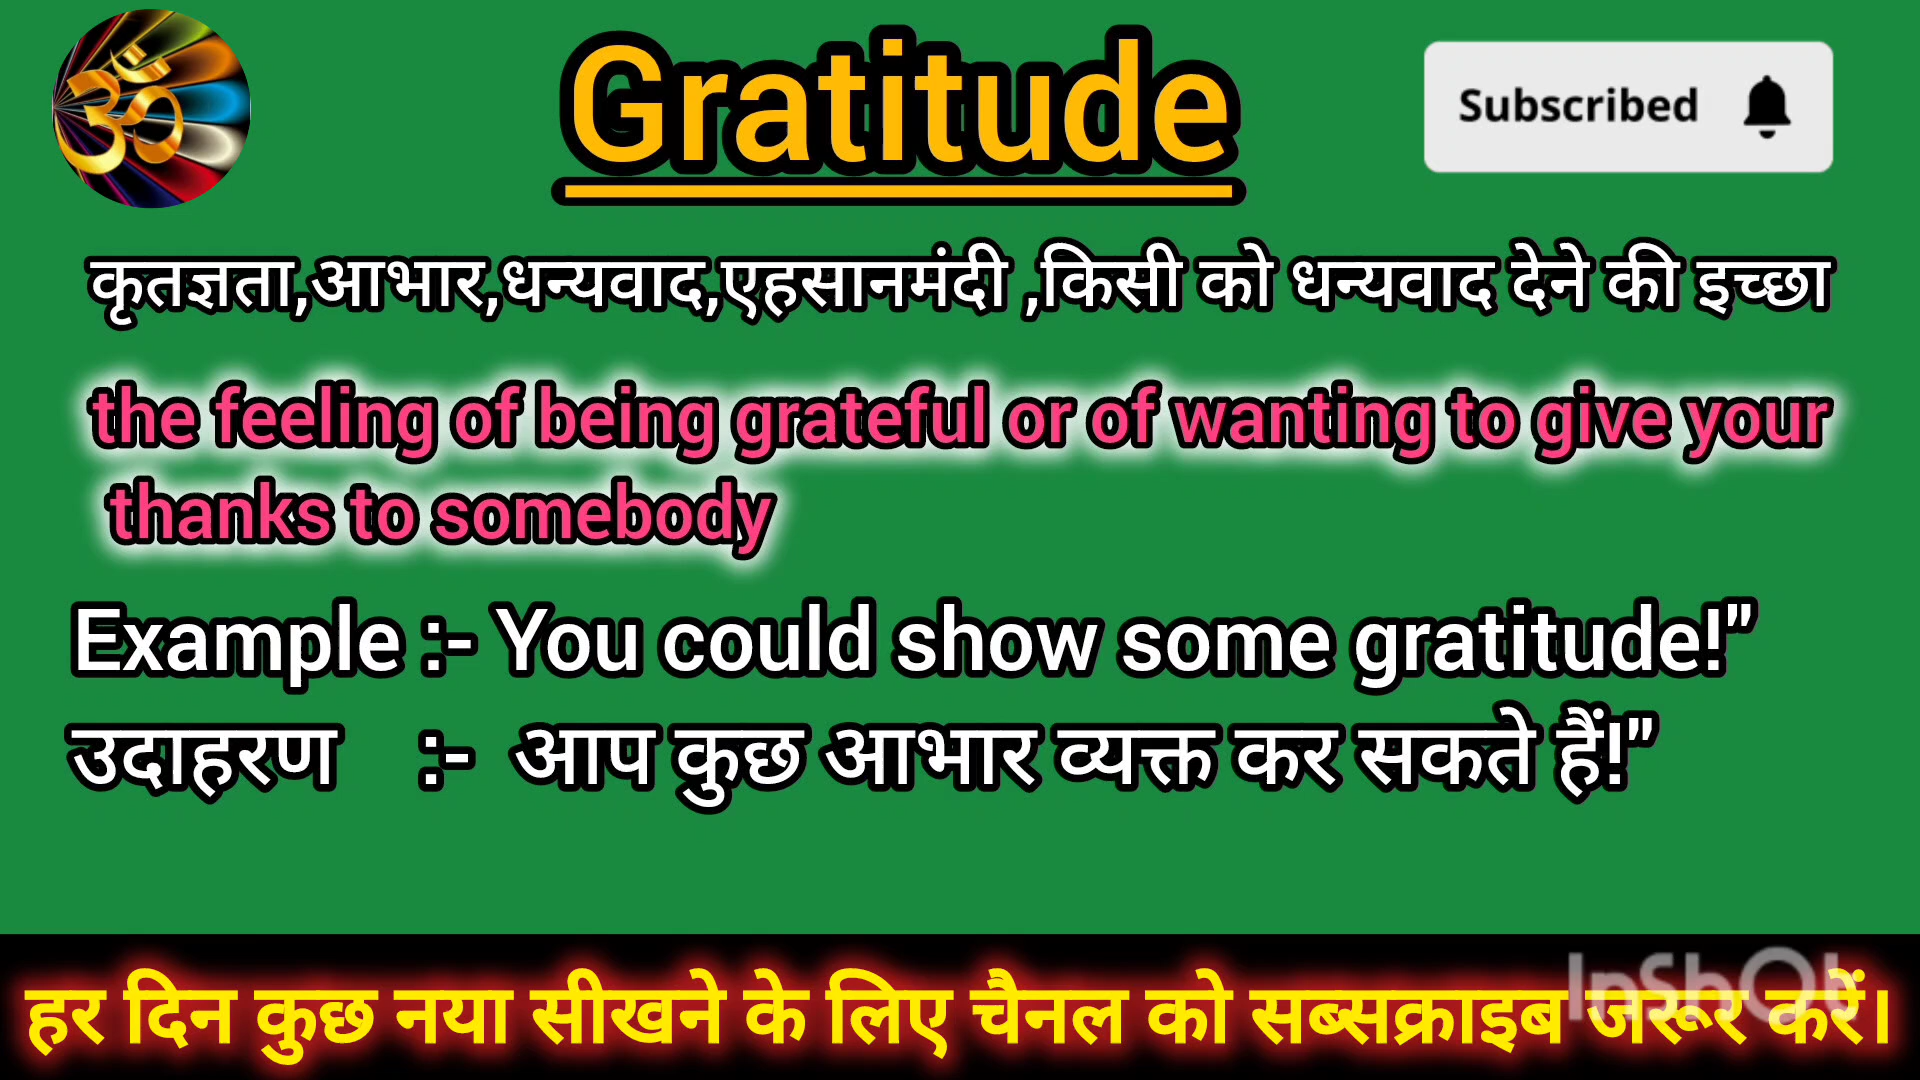 Gratitude
Subscribed
कृतज्ञता,आभार,धन्यवाद,एहसानमंदी ,किसी को धन्यवाद देने की इच्छा
the feeling of being grateful or of wanting to give your
thanks to somebody
Example :- You could show some gratitude!"
उदाहरण :- आप कुछ आभार व्यक्त कर सकते हैं!"
हर दिन कुछ नया सीखने के लिए चैनल को सब्सक्राइब जरूर करें।
InShOt